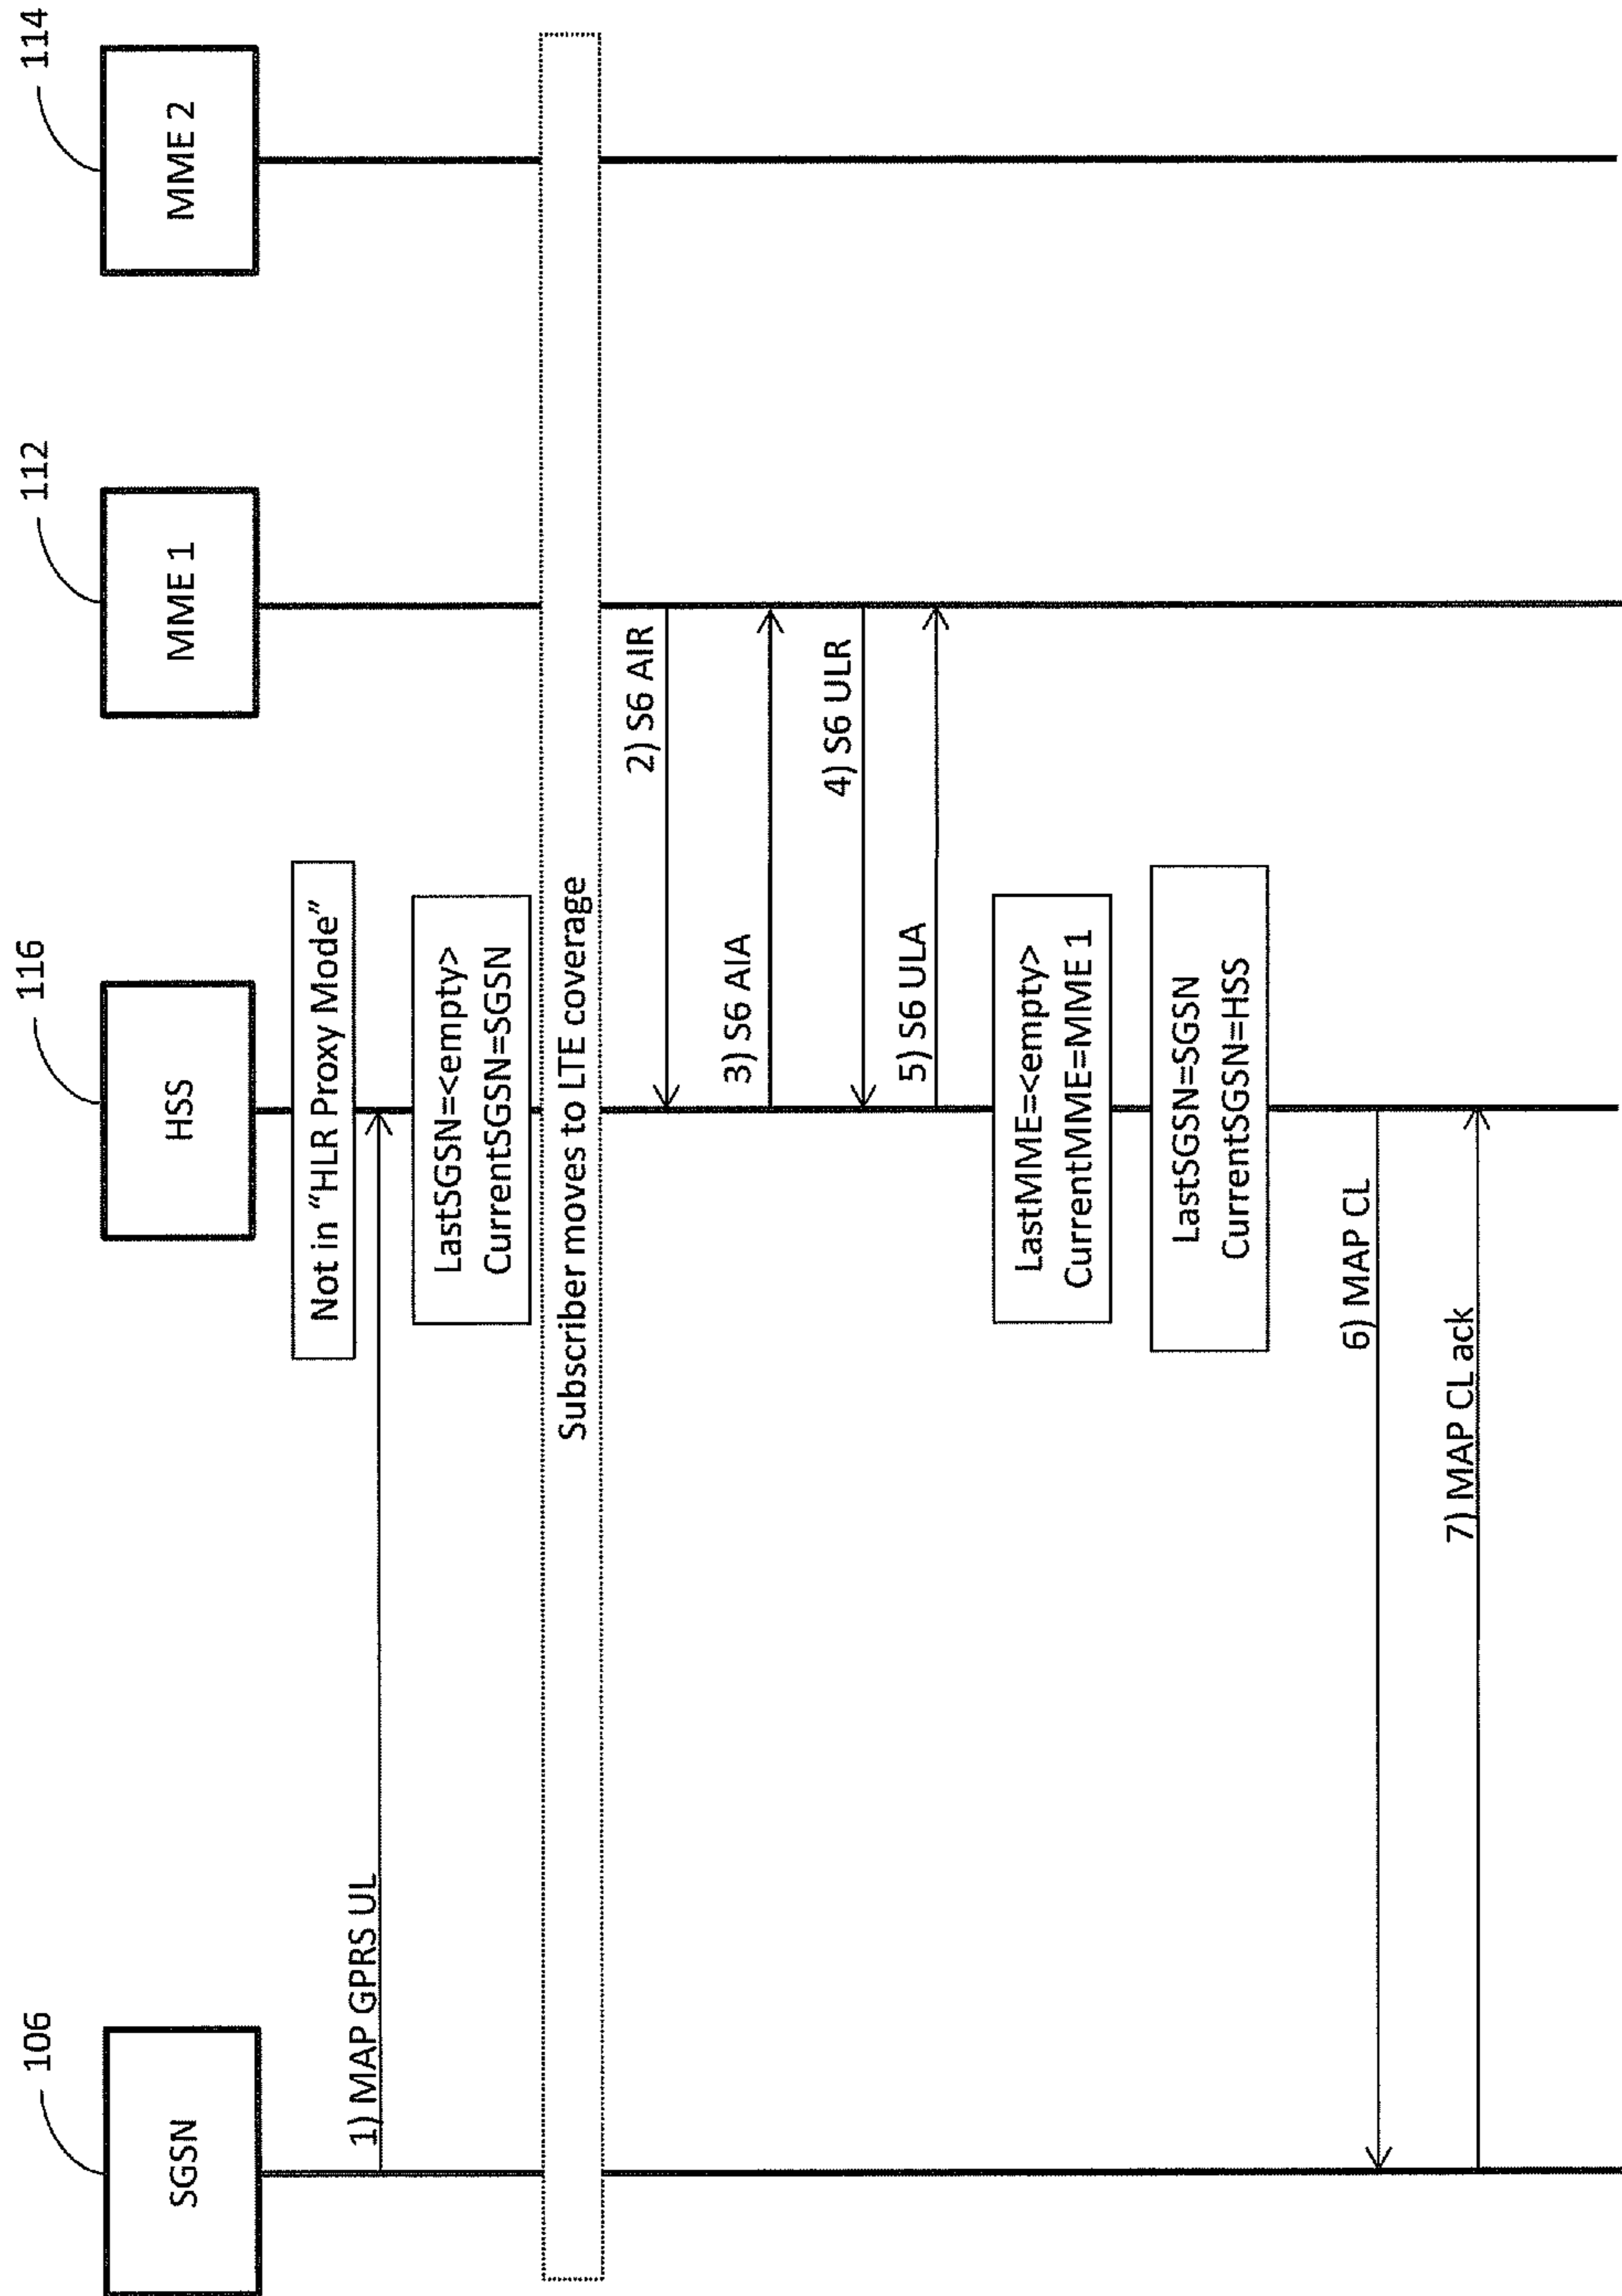 106
116
112
114
SGSN
HSS
MME 1
MME 2
Not in “HLR Proxy Mode”
1) MAP GPRS UL
LastSGSN=<empty>
CurrentSGSN=SGSN
Subscriber moves to LTE coverage
2) S6 AIR
3) S6 AIA
4) S6 ULR
5) S6 ULA
LastMME=<empty>
CurrentMME=MME 1
LastSGSN=SGSN
CurrentSGSN=HSS
6) MAP CL
7) MAP CL ack